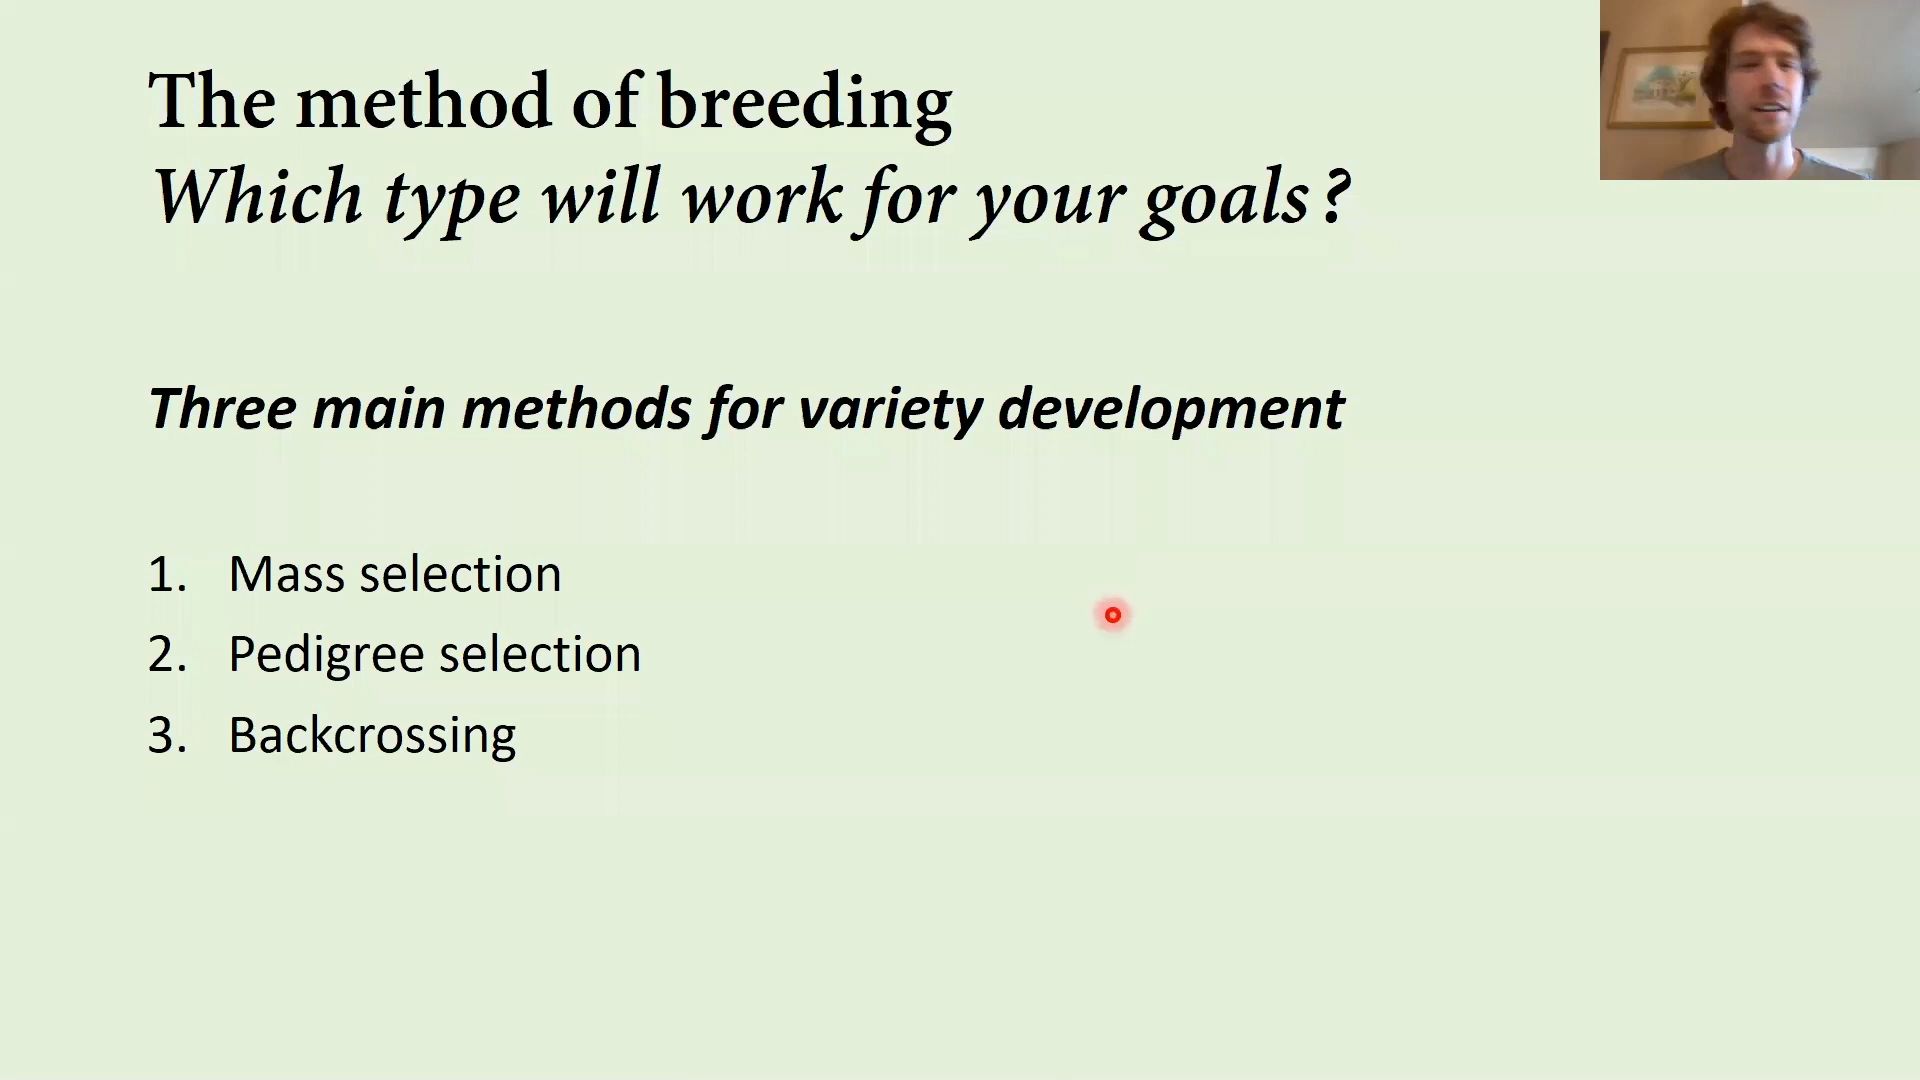 The method of breeding
Which type will work for your goals?
Three main methods for variety development
1. Mass selection
2. Pedigree selection
3. Backcrossing